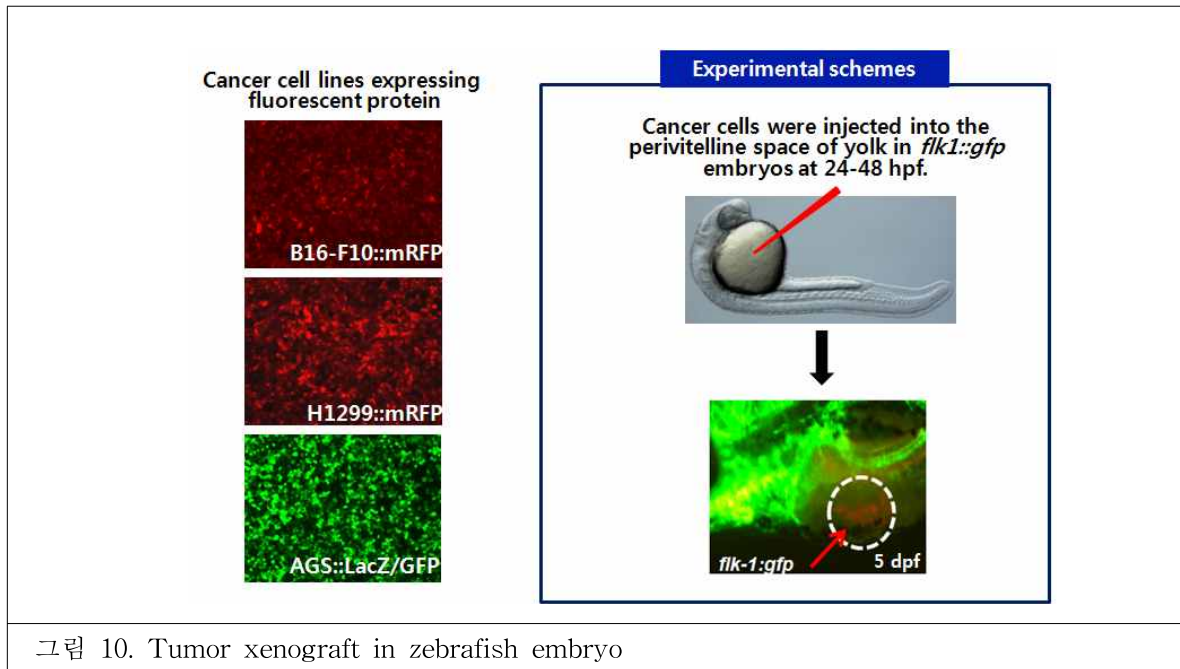 Cancer cell lines expressing
fluorescent protein
B16-F10::mRFP
H1299::mRFP
AGS::LacZ/GFP
Experimental schemes
Cancer cells were injected into the
perivitelline space of yolk in flk1::gfp
embryos at 24-48 hpf.
flk-1:gfp
5 dpf
그림 10. Tumor xenograft in zebrafish embryo